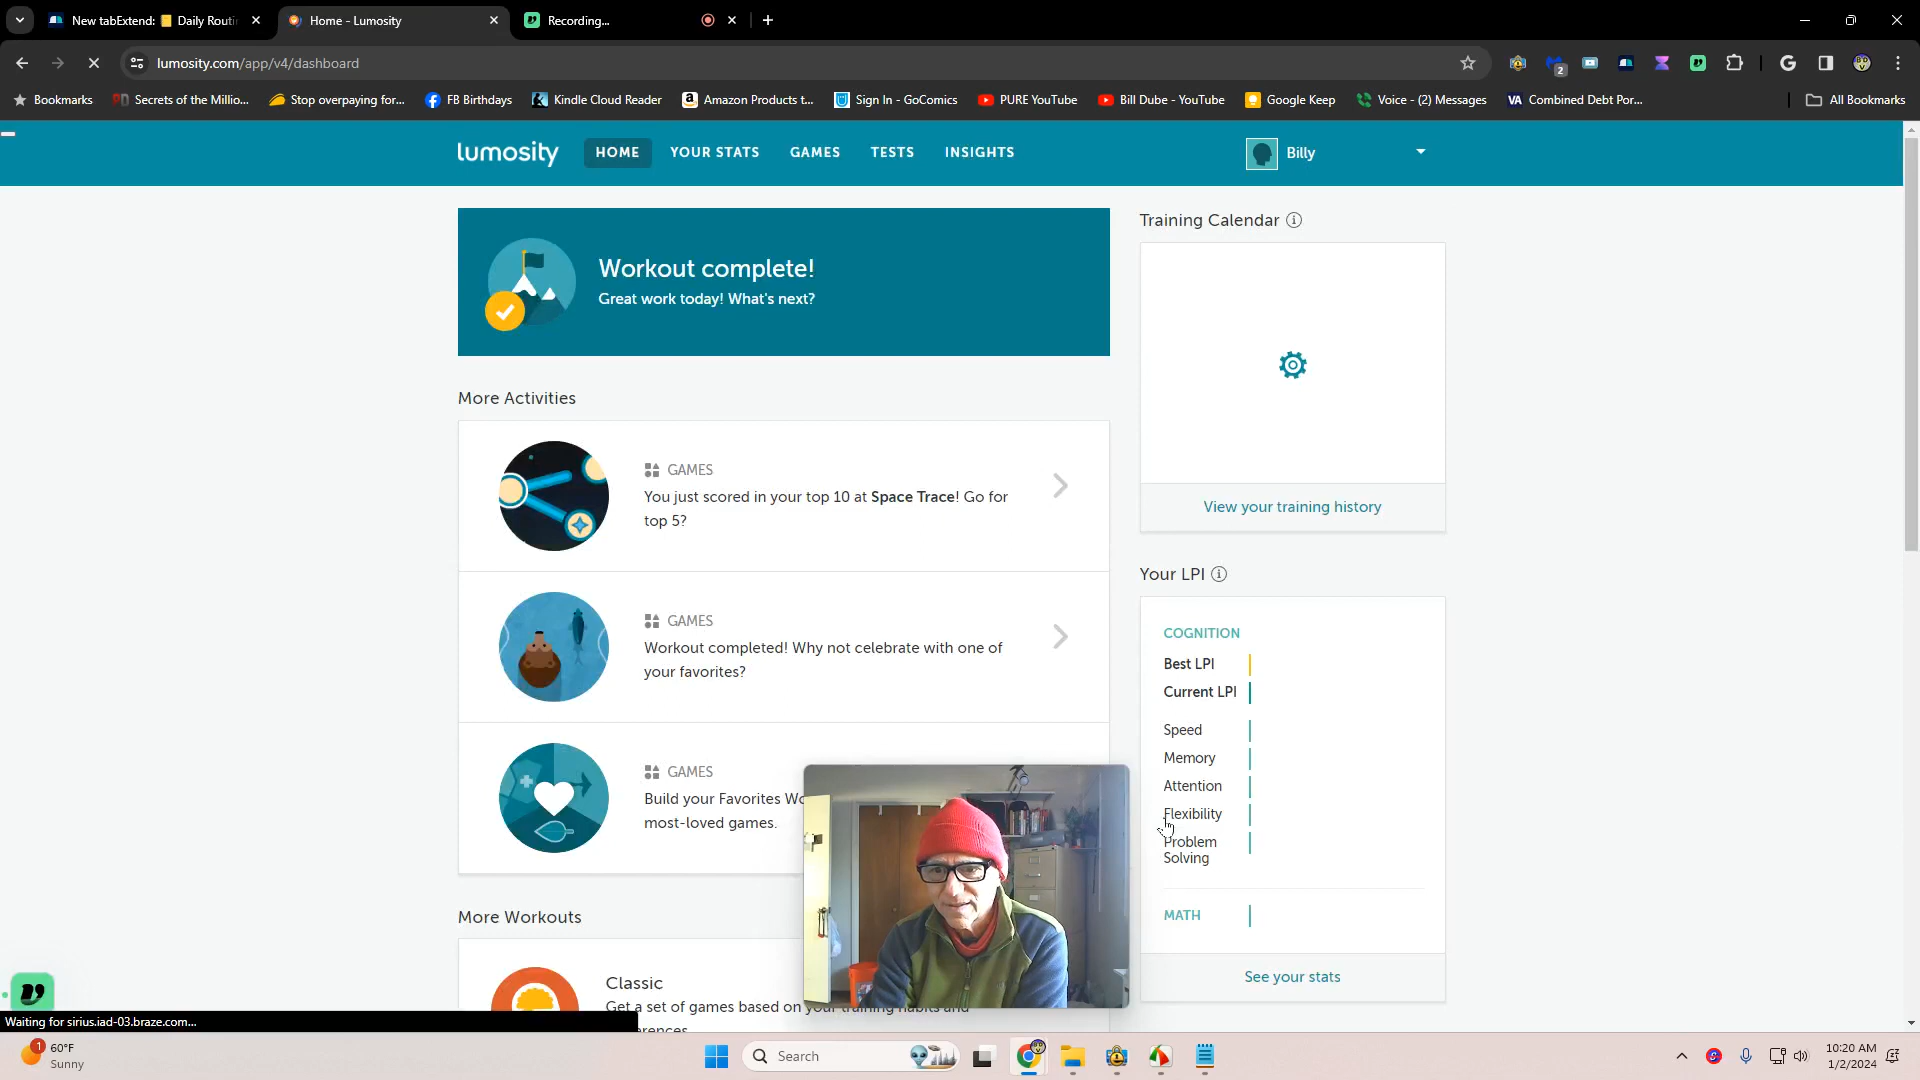 New tabExtend: Daily Routi
Home - Lumosity
Recording...
lumosity.com/app/v4/dashboard
2
Bookmarks
Secrets of the Millio...
Stop overpaying for...
FB Birthdays
Kindle Cloud Reader
Amazon Products t...
Sign In - GoComics
PURE YouTube
Bill Dube - YouTube
Google Keep
Voice - (2) Messages
VA Combined Debt Por...
All Bookmarks
lumosity
HOME
YOUR STATS
GAMES
TESTS
INSIGHTS
Billy
Workout complete!
Great work today! What's next?
Training Calendar
View your training history
More Activities
GAMES
You just scored in your top 10 at Space Trace! Go for
top 5?
GAMES
Workout completed! Why not celebrate with one of
your favorites?
GAMES
Build your Favorites Wo
most-loved games.
Your LPI
COGNITION
Best LPI
Current LPI
Speed
Memory
Attention
Flexibility
Problem
Solving
MATH
See your stats
More Workouts
Classic
Get a set of games based on your training habits and
Waiting for sirius.iad-03.braze.com...
1
60°F
Sunny
Search
10:20 AM
1/2/2024